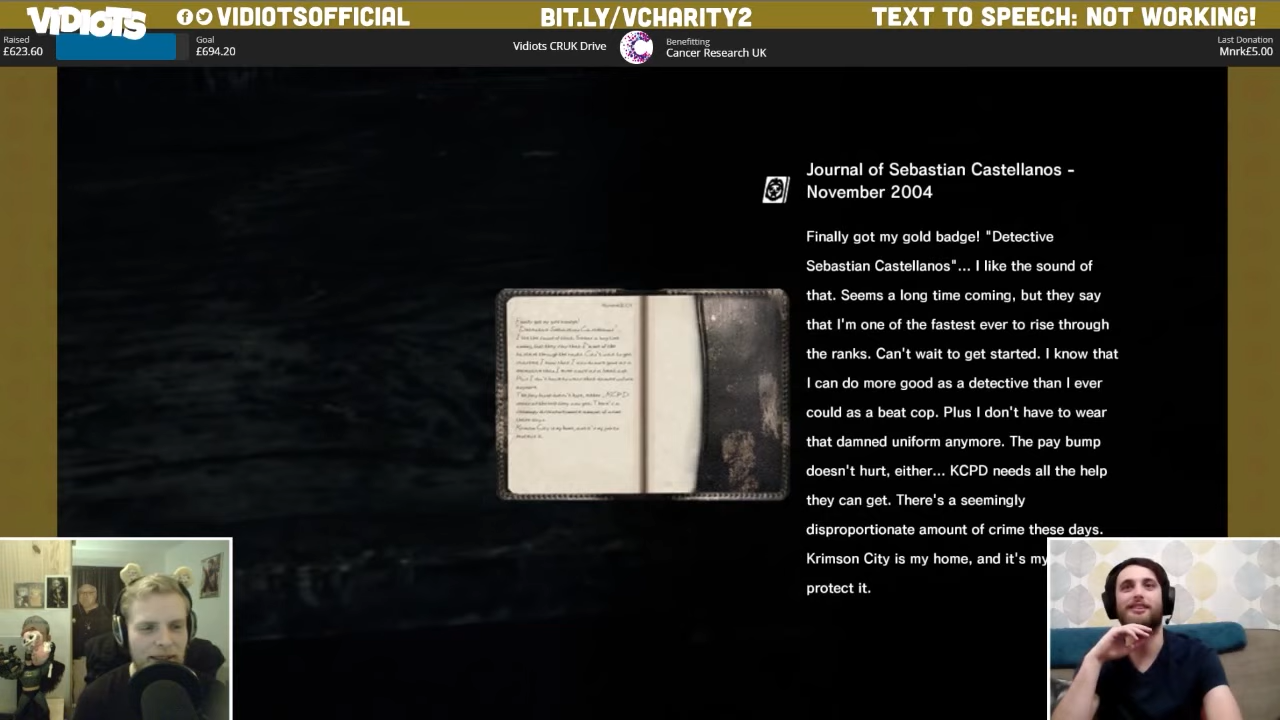 VIDIOTS
VIDIOTSOFFICIAL
BIT.LY/VCHARITY2
TEXT TO SPEECH: NOT WORKING!
Raised
£623.60
Goal
£694.20
Vidiots CRUK Drive
Benefitting
Cancer Research UK
Last Donation
Mnrk£5.00
Journal of Sebastian Castellanos -
November 2004
Finally got my gold badge! "Detective
Sebastian Castellanos"... I like the sound of
that. Seems a long time coming, but they say
that I'm one of the fastest ever to rise through
the ranks. Can't wait to get started. I know that
I can do more good as a detective than I ever
could as a beat cop. Plus I don't have to wear
that damned uniform anymore. The pay bump
doesn't hurt, either... KCPD needs all the help
they can get. There's a seemingly
disproportionate amount of crime these days.
Krimson City is my home, and it's my
protect it.